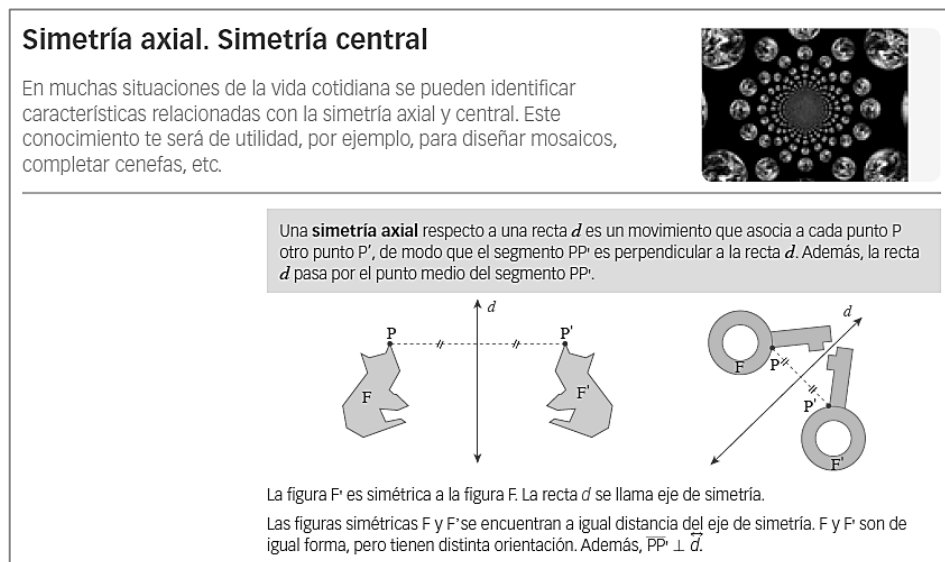 Simetría axial. Simetría central
En muchas situaciones de la vida cotidiana se pueden identificar
características relacionadas con la simetría axial y central. Este
conocimiento te será de utilidad, por ejemplo, para diseñar mosaicos,
completar cenefas, etc.
Una simetría axial respecto a una recta d es un movimiento que asocia a cada punto P
otro punto P', de modo que el segmento PP' es perpendicular a la recta d. Además, la recta
d pasa por el punto medio del segmento PP'.
d
P
P'
F
F'
d
F
P
P'
F'
La figura F' es simétrica a la figura F. La recta d se llama eje de simetría.
Las figuras simétricas F y F' se encuentran a igual distancia del eje de simetría. F y F' son de
igual forma, pero tienen distinta orientación. Además, PP' ⊥ d.